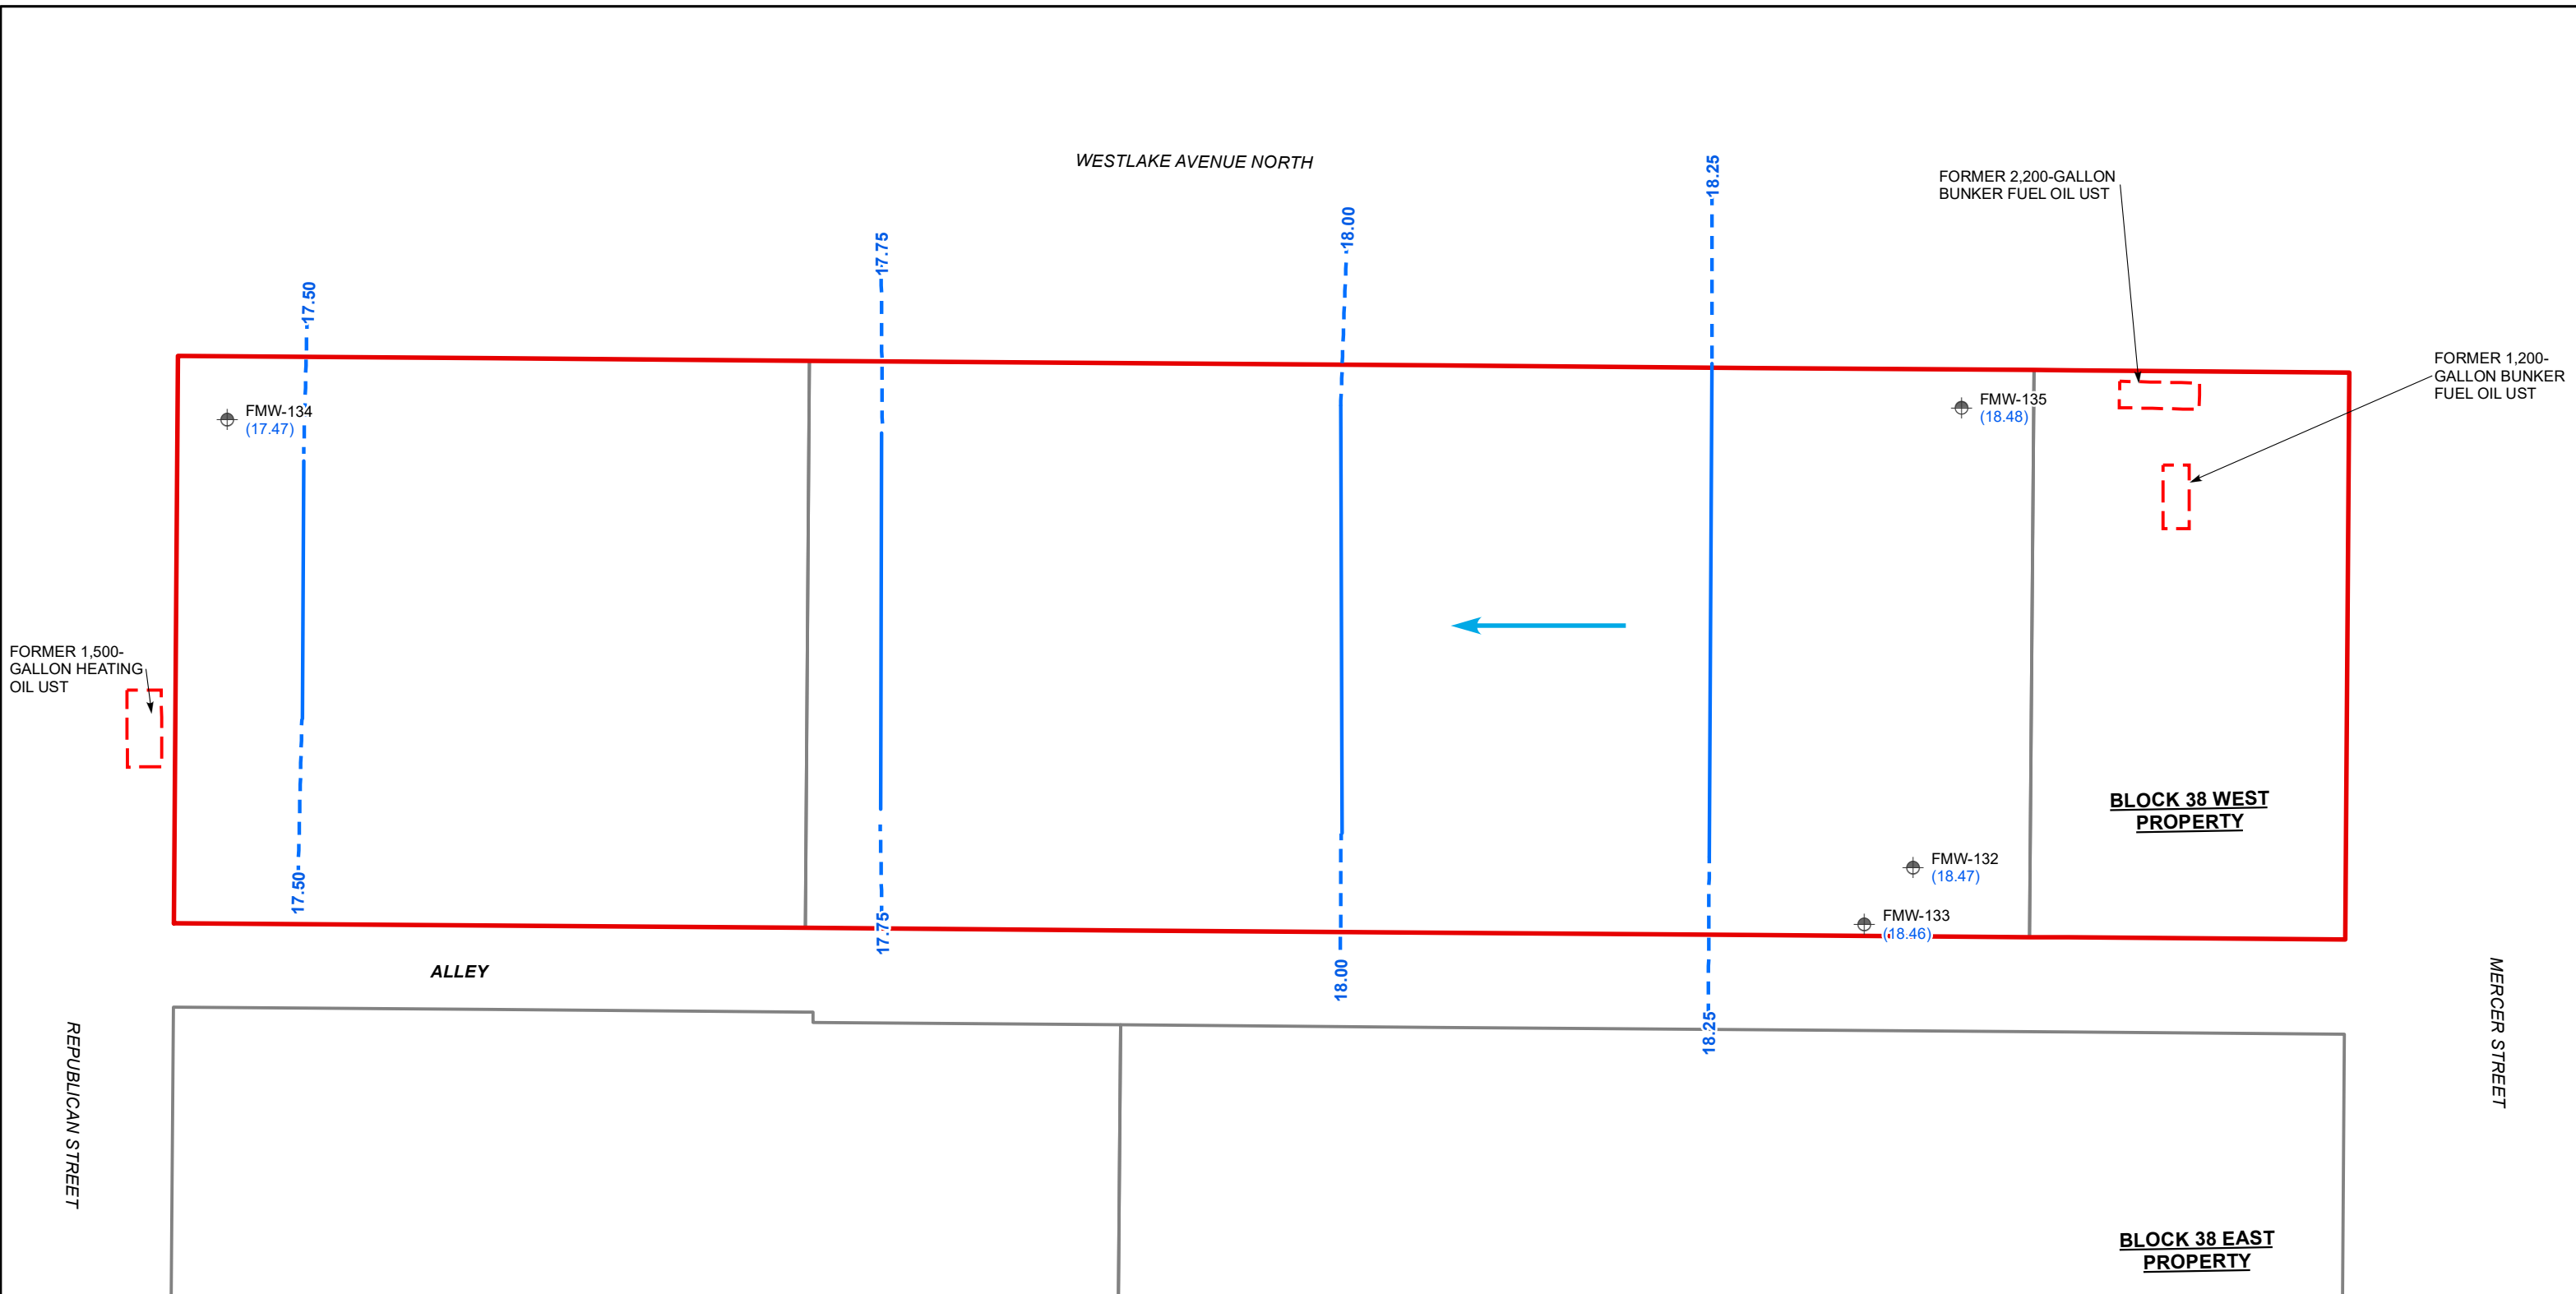 WESTLAKE AVENUE NORTH
18.25
FORMER 2,200-GALLON
BUNKER FUEL OIL UST
18.00
17.75
17.50
FORMER 1,200-
GALLON BUNKER
FUEL OIL UST
FMW-134
(17.47)
FMW-135
(18.48)
FORMER 1,500-
GALLON HEATING
OIL UST
BLOCK 38 WEST
PROPERTY
FMW-132
(18.47)
17.50
FMW-133
(18.46)
17.75
ALLEY
18.00
18.25
REPUBLICAN STREET
MERCER STREET
BLOCK 38 EAST
PROPERTY